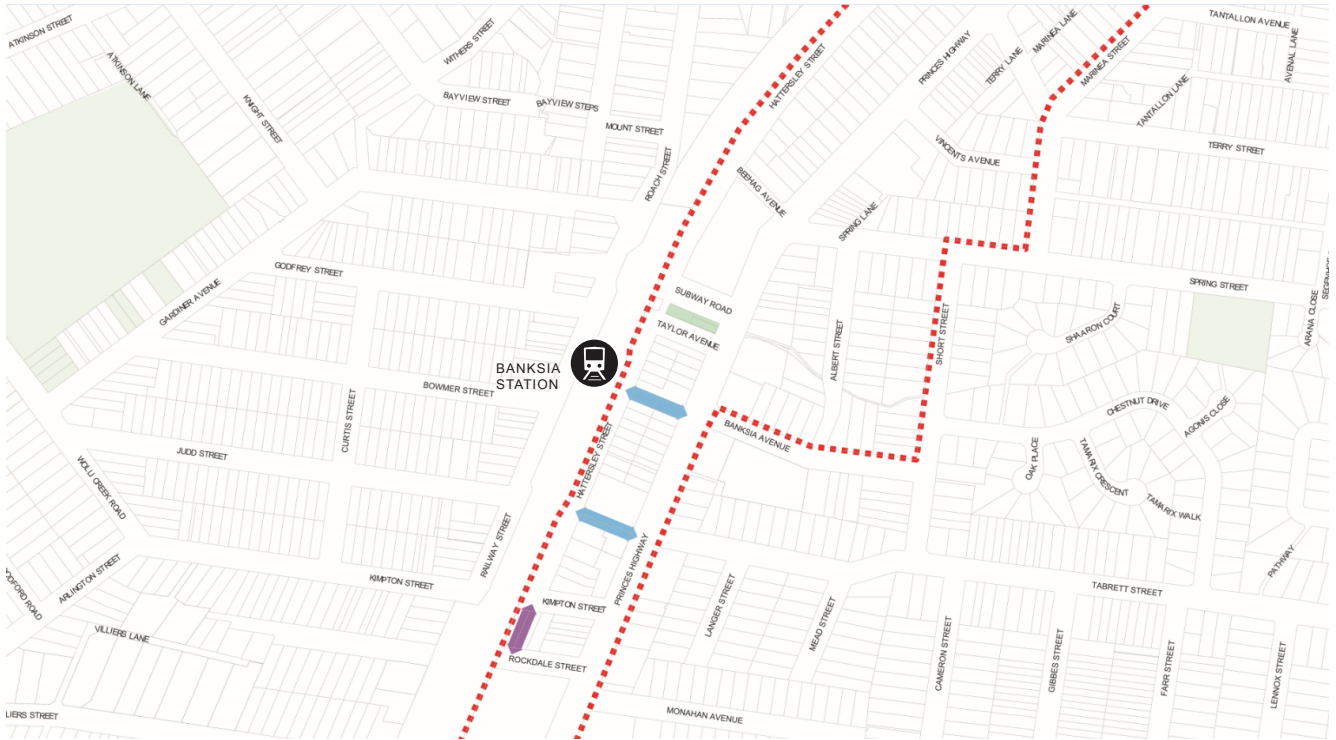 ATKINSON STREET
ATKINSON LANE
KNIGHT STREET
WITHERS STREET
BAYVIEW STREET
BAYVIEW STEPS
MOUNT STREET
ROACH STREET
HATTERSLEY STREET
PRINCES HIGHWAY
TERRY LANE
MARINEA LANE
MARINEA STREET
TANTALLON AVENUE
AVENAL LANE
TANTALLON LANE
TERRY STREET
VINCENTS AVENUE
BEEHAG AVENUE
SPRING LANE
GODFREY STREET
GARDINER AVENUE
SUBWAY ROAD
TAYLOR AVENUE
ALBERT STREET
SHORT STREET
SPRING STREET
SHAARON COURT
ARANA CLOSE
BANKSIA
STATION
BOWMER STREET
CURTIS STREET
JUDD STREET
HATTERSLEY STREET
BANKSIA AVENUE
CHESTNUT DRIVE
AGONIS CLOSE
OAK PLACE
TAMARIX CRESCENT
TAMARIX WALK
WOLLI CREEK ROAD
ARLINGTON STREET
KIMPTON STREET
RAILWAY STREET
PRINCES HIGHWAY
KIMPTON STREET
ROCKDALE STREET
VILLIERS LANE
LANGER STREET
MEAD STREET
TABRETT STREET
PATHWAY
CAMERON STREET
GIBBES STREET
FARR STREET
LENNOX STREET
MONAHAN AVENUE
LIERS STREET